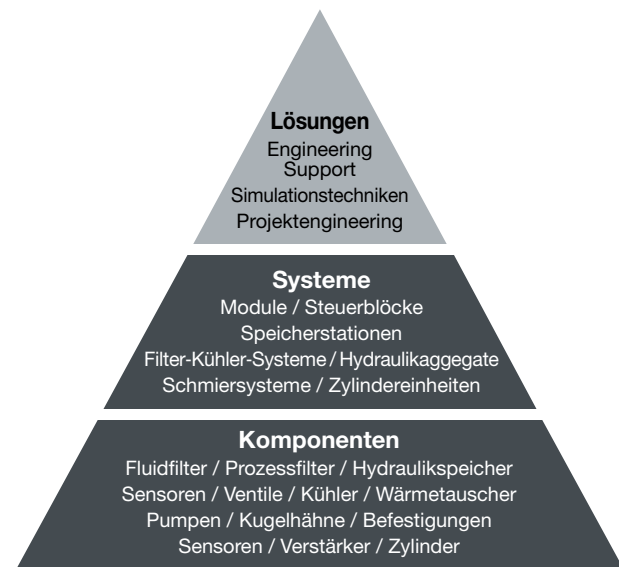 Lösungen
Engineering
Support
Simulationstechniken
Projektengineering
Systeme
Module / Steuerblöcke
Speicherstationen
Filter-Kühler-Systeme / Hydraulikaggegate
Schmiersysteme / Zylindereinheiten
Komponenten
Fluidfilter / Prozessfilter / Hydraulikspeicher
Sensoren / Ventile / Kühler / Wärmetauscher
Pumpen / Kugelhähne / Befestigungen
Sensoren / Verstärker / Zylinder